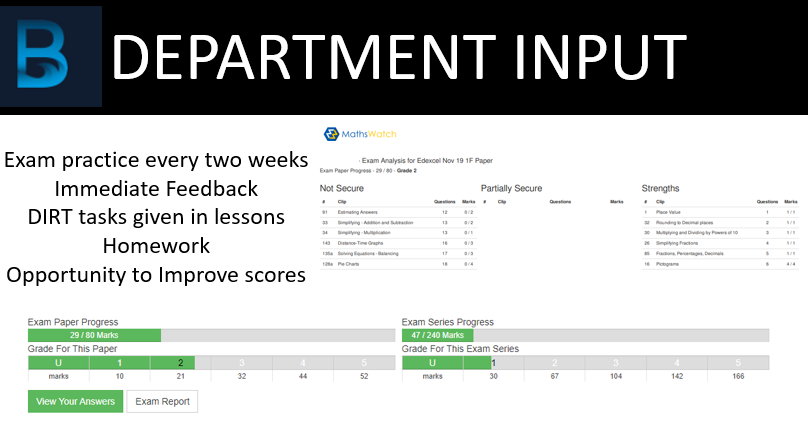 B DEPARTMENT INPUT
Exam practice every two weeks
Immediate Feedback
DIRT tasks given in lessons
Homework
Opportunity to Improve scores
MathsWatch
- Exam Analysis for Edexcel Nov 19 1F Paper
Exam Paper Progress - 29 / 80 - Grade 2
Not Secure
# Clip Questions Marks
91 Estimating Answers 12 0 / 2
33 Simplifying - Addition and Subtraction 13 0 / 2
34 Simplifying - Multiplication 13 0 / 1
143 Distance-Time Graphs 16 0 / 3
135a Solving Equations - Balancing 17 0 / 3
128a Pie Charts 18 0 / 4
Partially Secure
# Clip Questions Marks
Strengths
# Clip Questions Marks
1 Place Value 1 1 / 1
32 Rounding to Decimal places 2 1 / 1
30 Multiplying and Dividing by Powers of 10 3 1 / 1
26 Simplifying Fractions 4 1 / 1
85 Fractions, Percentages, Decimals 5 1 / 1
16 Pictograms 6 4 / 4
Exam Paper Progress
29 / 80 Marks
Grade For This Paper
U 1 2 3 4 5
marks 10 21 32 44 52
View Your Answers Exam Report
Exam Series Progress
47 / 240 Marks
Grade For This Exam Series
U 1 2 3 4 5
marks 30 67 104 142 166